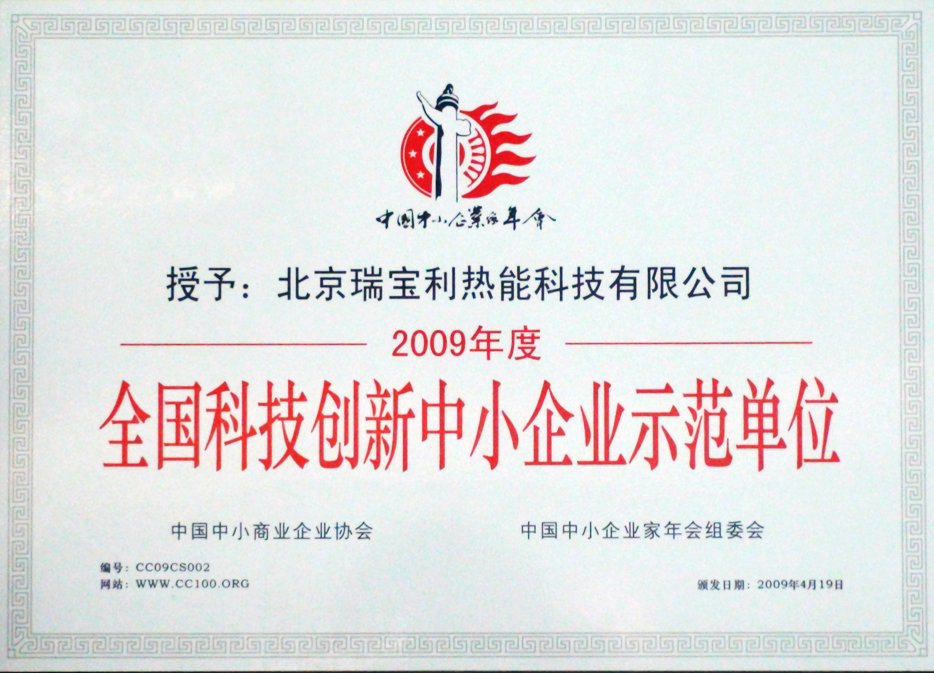 中国中小企业家年会
授予：北京瑞宝利热能科技有限公司
2009年度
全国科技创新中小企业示范单位
中国中小商业企业协会
中国中小企业家年会组委会
编号：CC09CS002
网站：WWW.CC100.ORG
颁发日期：2009年4月19日